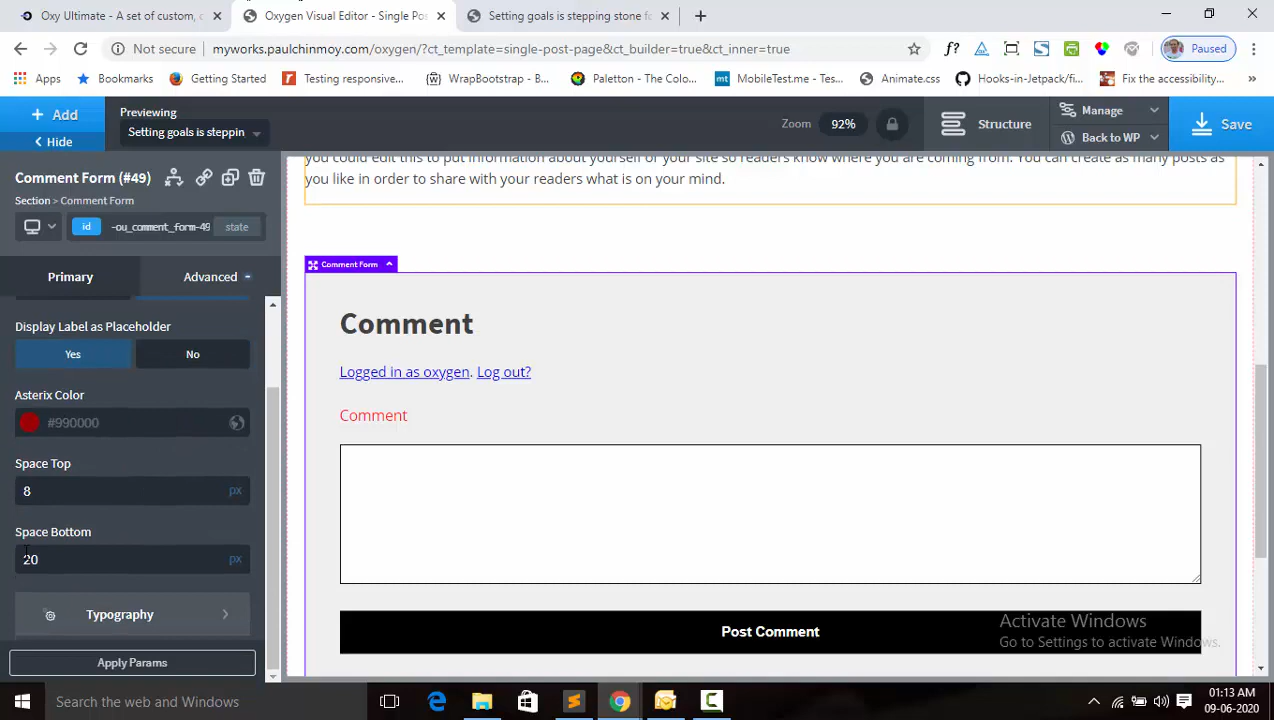 Oxy Ultimate - A set of custom,
Oxygen Visual Editor - Single Pos
Setting goals is stepping stone fo
Not secure
myworks.paulchinmoy.com/oxygen/?ct_template=single-post-page&ct_builder=true&ct_inner=true
f?
Paused
Apps
Bookmarks
Getting Started
Testing responsive...
WrapBootstrap - B...
Paletton - The Colo...
mt MobileTest.me - Tes...
Animate.css
Hooks-in-Jetpack/fi...
Fix the accessibility...
Add
Hide
Previewing
Setting goals is steppin
Zoom
92%
Structure
Manage
Back to WP
Save
Comment Form (#49)
Section > Comment Form
id
-ou_comment_form-49
state
Primary
Advanced
Display Label as Placeholder
Yes
No
Asterix Color
#990000
Space Top
8
px
Space Bottom
20
px
Typography
Apply Params
you could edit this to put information about yourself or your site so readers know where you are coming from. You can create as many posts as
you like in order to share with your readers what is on your mind.
Comment Form
Comment
Logged in as oxygen. Log out?
Comment
Post Comment
Activate Windows
Go to Settings to activate Windows.
Search the web and Windows
01:13 AM
09-06-2020